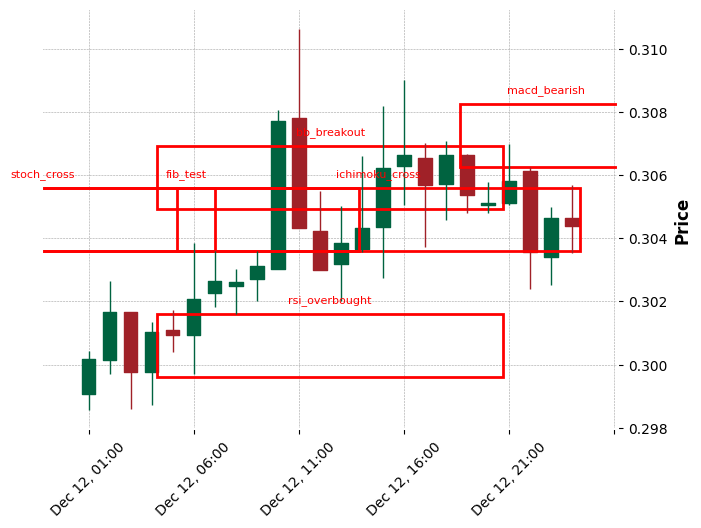 0.310
macd_bearish
0.308
bb_breakout
stoch_cross
fib_test
ichimoku_cross
0.306
0.304
0.302
rsi_overbought
0.300
0.298
Price
Dec 12, 01:00
Dec 12, 06:00
Dec 12, 11:00
Dec 12, 16:00
Dec 12, 21:00